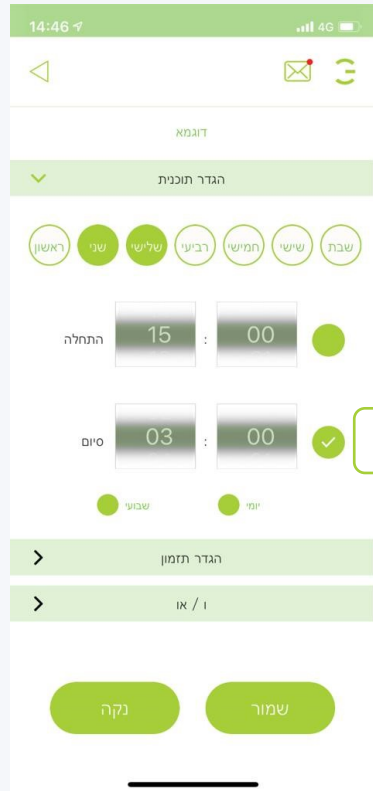 14:46 4G
דוגמא
הגדר תוכנית
ראשון שני שלישי רביעי חמישי שישי שבת
התחלה 15 : 00
סיום 03 : 00
שבועי יומי
הגדר תזמון
ו / או
נקה שמור